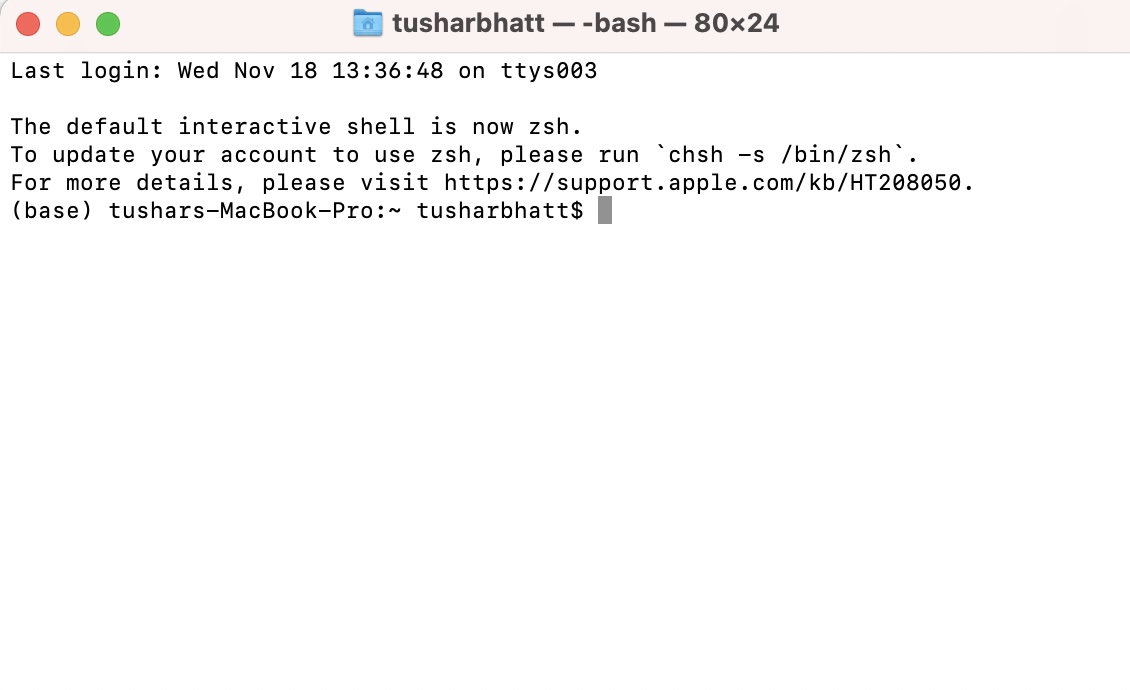 tusharbhatt — -bash — 80×24
Last login: Wed Nov 18 13:36:48 on ttys003
The default interactive shell is now zsh.
To update your account to use zsh, please run `chsh -s /bin/zsh`.
For more details, please visit https://support.apple.com/kb/HT208050.
(base) tushars-MacBook-Pro:~ tusharbhatt$